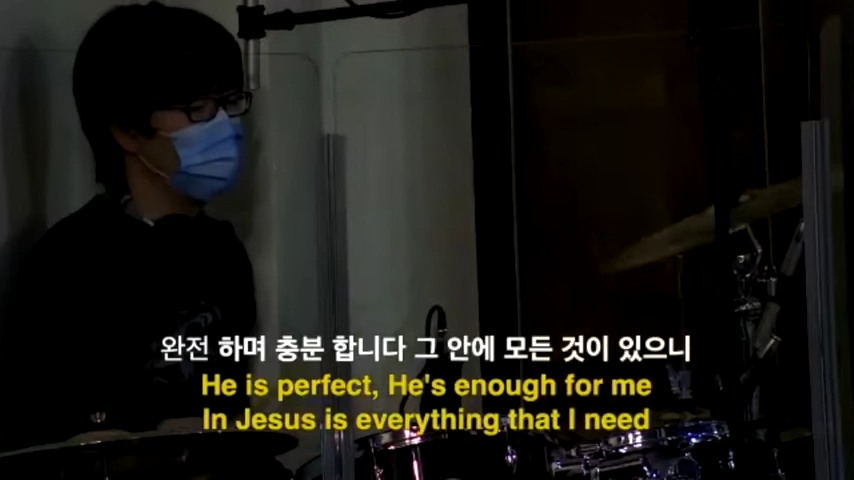 완전 하며 충분 합니다 그 안에 모든 것이 있으니
He is perfect, He's enough for me
In Jesus is everything that I need